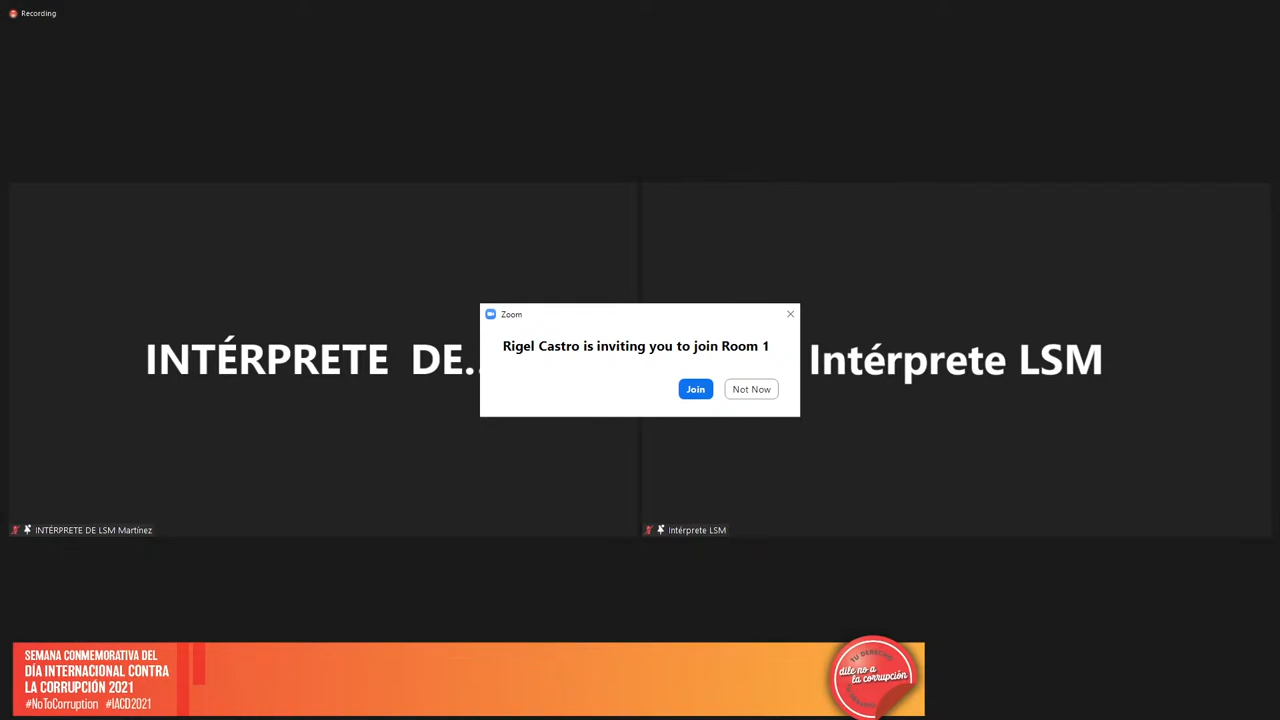 Recording
Zoom
Rigel Castro is inviting you to join Room 1
Join
Not Now
INTÉRPRETE DE...
Intérprete LSM
INTÉRPRETE DE LSM Martínez
Intérprete LSM
SEMANA CONMEMORATIVA DEL
DÍA INTERNACIONAL CONTRA
LA CORRUPCIÓN 2021
#NoToCorruption #IACD2021
TU DERECHO
dile no a
la corrupción